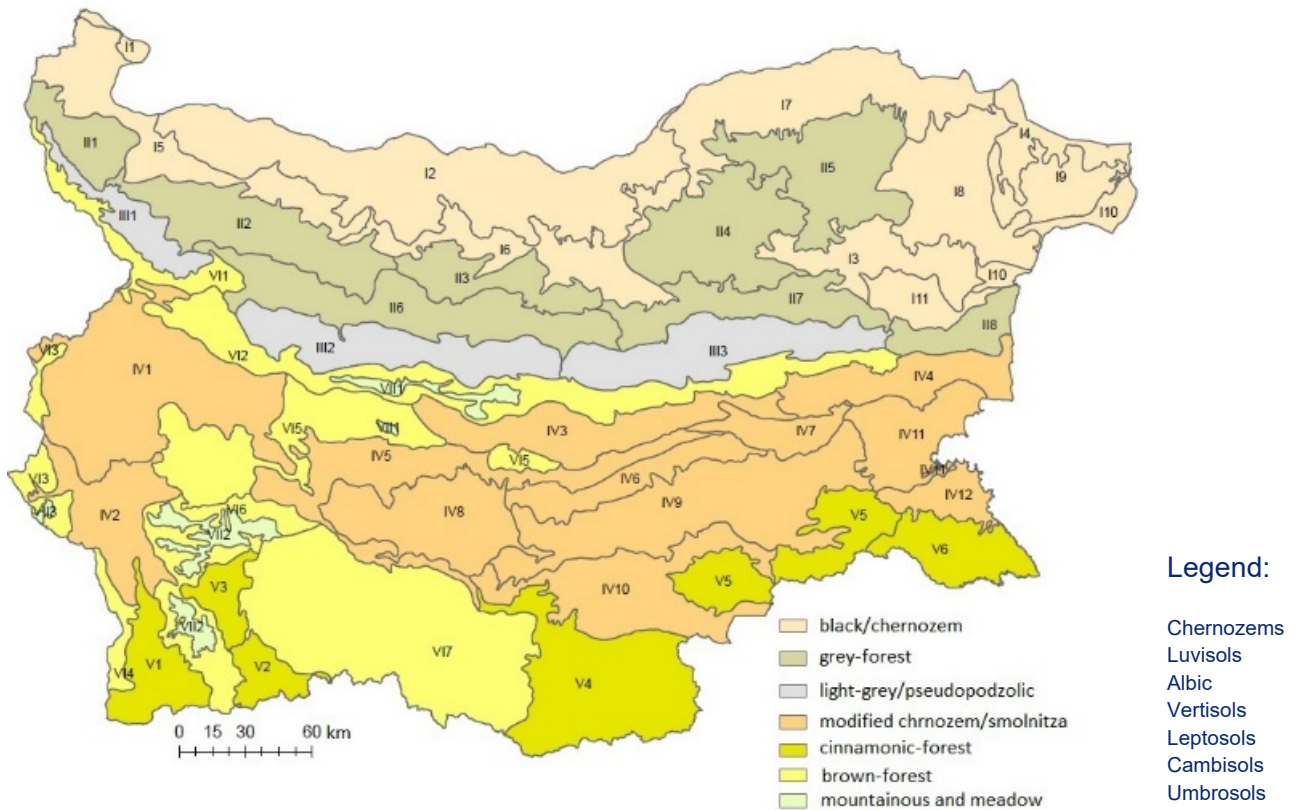 I1
I7
I4
II1
I5
II5
I2
I9
I8
III1
I10
II2
II4
I6
I3
II3
I10
VI1
I11
II6
II7
II8
III2
III3
VI3
VI2
IV1
IV4
VII1
VI5
IV3
IV7
IV11
IV5
VI5
VI3
IV6
IV12
IV2
VI6
IV8
IV9
V5
VII2
V6
V3
IV10
V5
VII2
VI7
V1
V2
VI4
V4
0 15 30 60 km
black/chernozem
grey-forest
light-grey/pseudopodzolic
modified chrnozem/smolnitza
cinnamonic-forest
brown-forest
mountainous and meadow
Legend:
Chernozems
Luvisols
Albic
Vertisols
Leptosols
Cambisols
Umbrosols